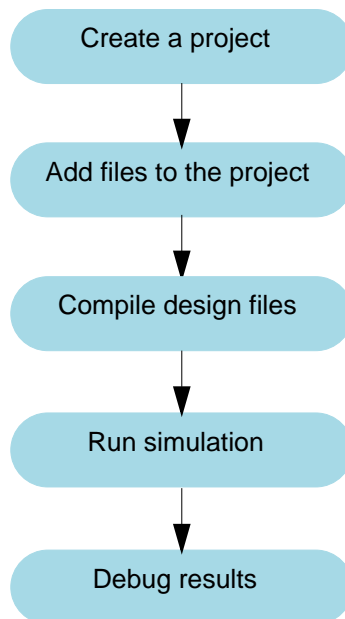 Create a project
Add files to the project
Compile design files
Run simulation
Debug results